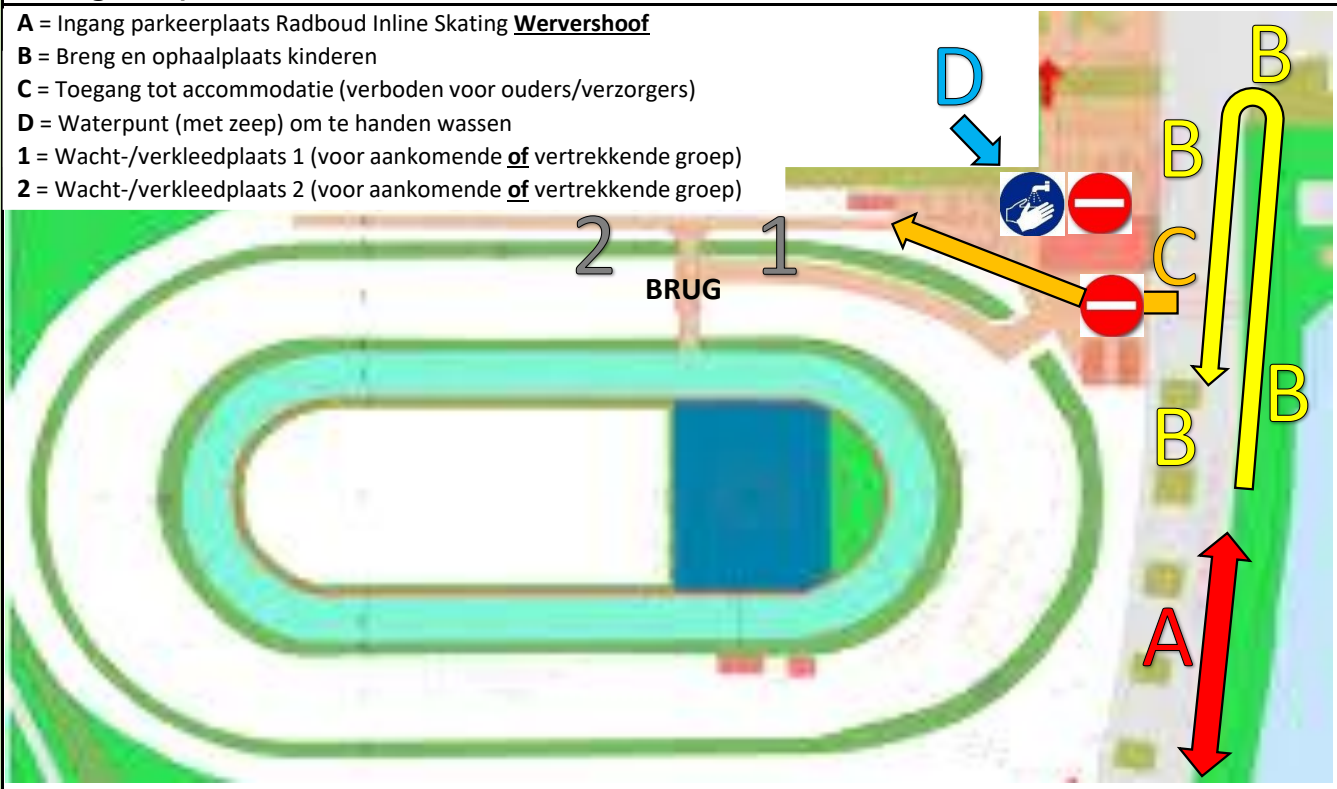 A = Ingang parkeerplaats Radboud Inline Skating Wervershoof
B = Breng en ophaalplaats kinderen
C = Toegang tot accommodatie (verboden voor ouders/verzorgers)
D = Waterpunt (met zeep) om te handen wassen
1 = Wacht-/verkleedplaats 1 (voor aankomende of vertrekkende groep)
2 = Wacht-/verkleedplaats 2 (voor aankomende of vertrekkende groep)
B
D
B
2
1
C
BRUG
B
B
A